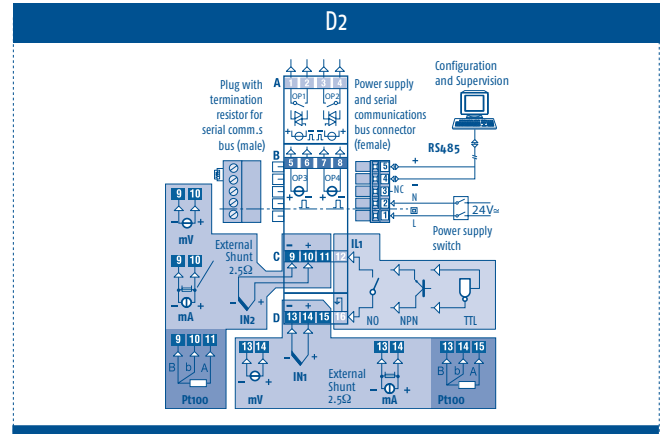 D2
Configuration
and Supervision
Plug with
termination
resistor for
serial comm.s
bus (male)
A
1 2 3 4
OP1 OP2
+ +
Power supply
and serial
communications
bus connector
(female)
RS485
B
5 6 7 8
OP3 OP4
+ +
5 +
4 −
3 NC
2 N
1 L
24V≂
Power supply
switch
9 10
− +
mV
External
Shunt
2.5Ω
9 10
− +
mA
C
− +
9 10 11 12
IL1
− +
IN2
NO NPN TTL
D
− +
13 14 15 16
9 10 11
B b A
Pt100
13 14
− +
mV
− +
IN1
External
Shunt
2.5Ω
13 14
− +
mA
13 14 15
B b A
Pt100